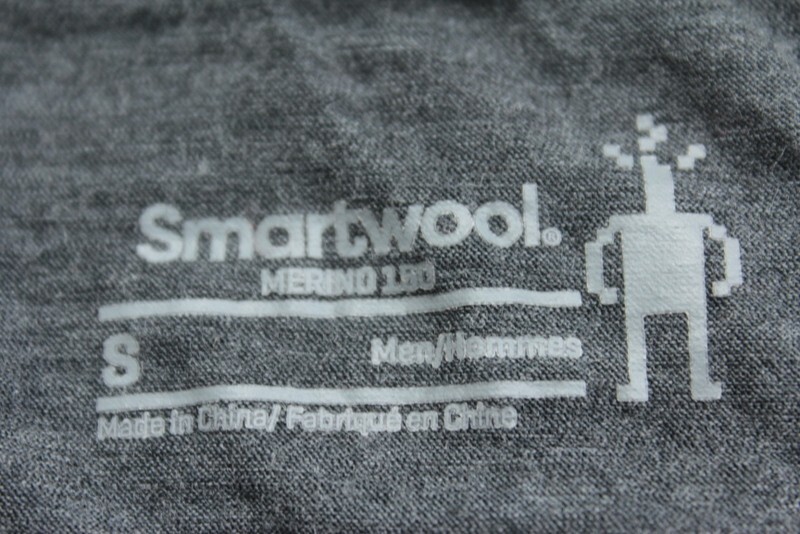 Smartwool®
MERINO 150
S
Men/Hommes
Made in China/ Fabriqué en Chine